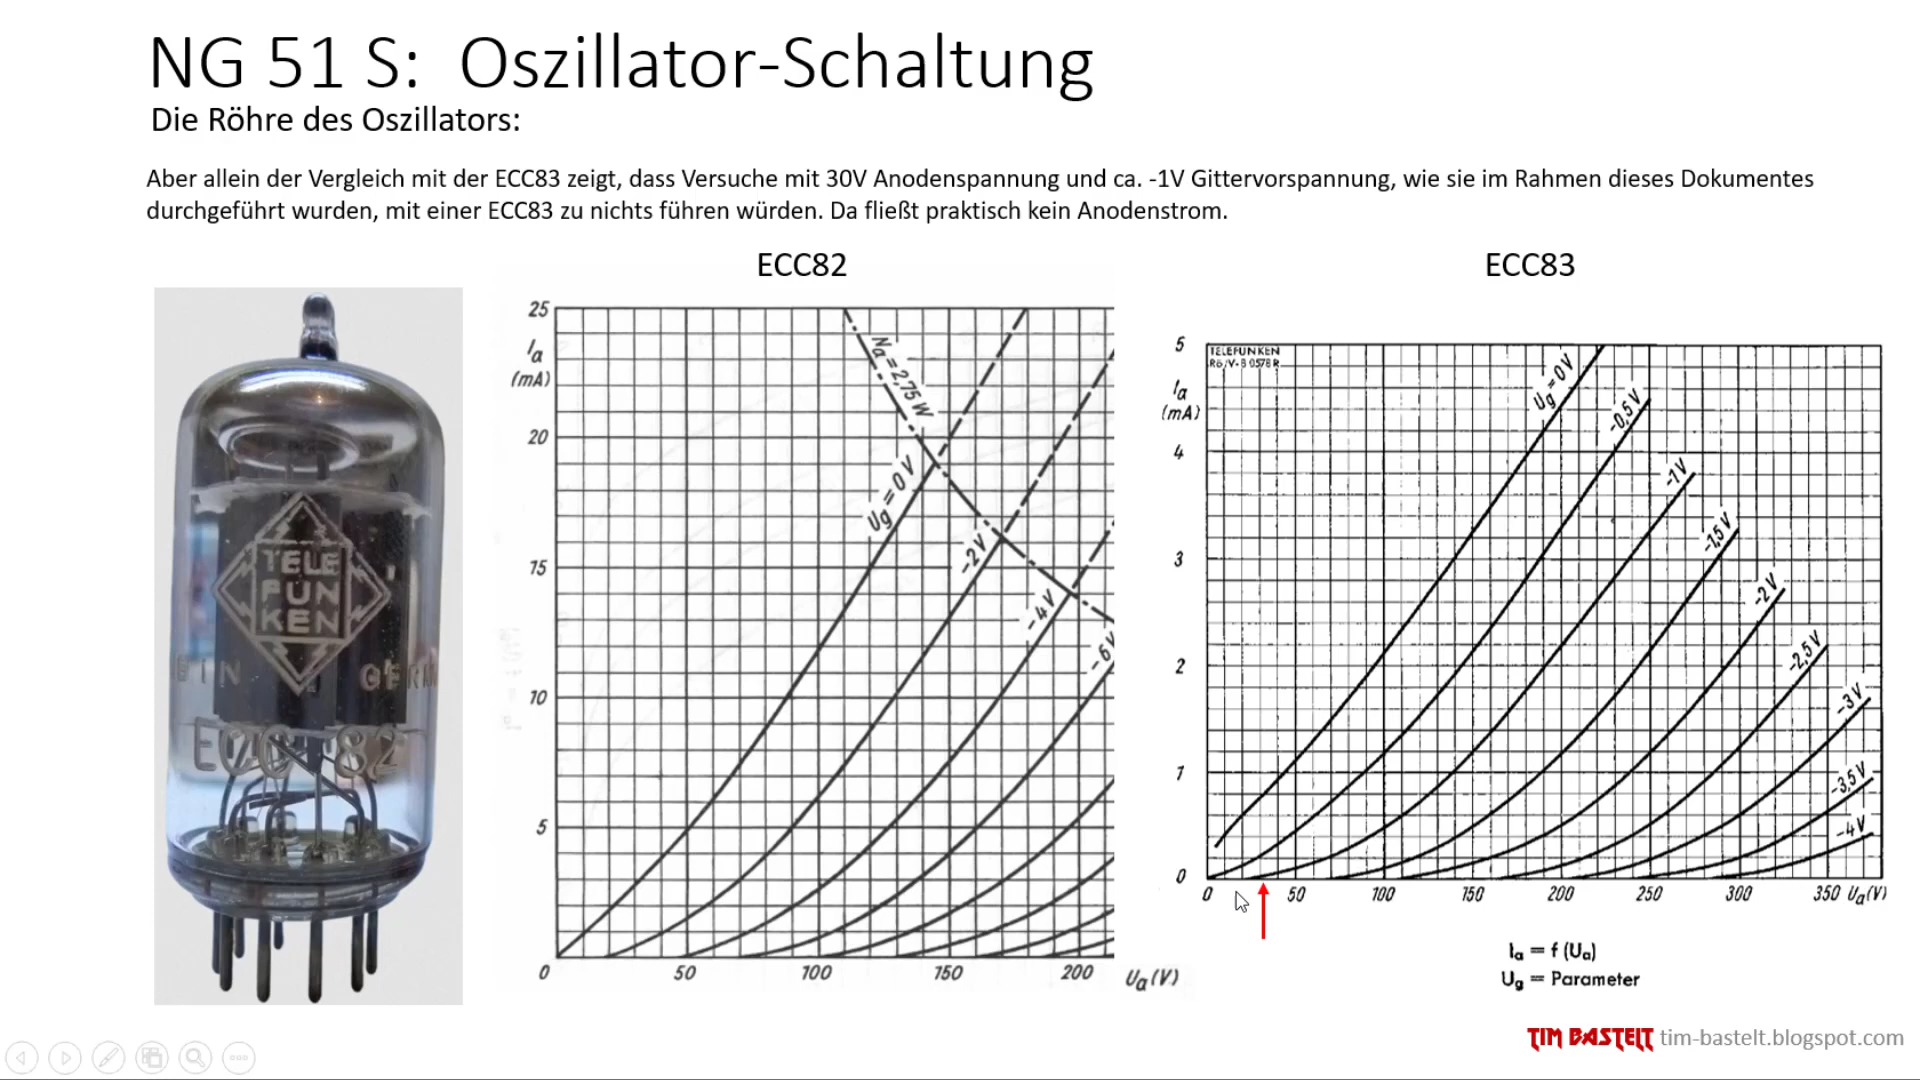 NG 51 S: Oszillator-Schaltung
Die Röhre des Oszillators:
Aber allein der Vergleich mit der ECC83 zeigt, dass Versuche mit 30V Anodenspannung und ca. -1V Gittervorspannung, wie sie im Rahmen dieses Dokumentes
durchgeführt wurden, mit einer ECC83 zu nichts führen würden. Da fließt praktisch kein Anodenstrom.
TELE
FUN
KEN
ECC 82
ECC82
25
Ia
(mA)
20
15
10
5
0
50
100
150
200
Ua (V)
Na = 2,75 W
Ug = 0 V
-2 V
-4 V
-6 V
ECC83
TELEFUNKEN
5
Ia
(mA)
4
3
2
1
0
0
50
100
150
200
250
300
350
Ua (V)
Ug = 0V
-0,5 V
-1V
-1,5 V
-2V
-2,5 V
-3V
-3,5 V
-4V
Ia = f (Ua)
Ug = Parameter
TIM BASTELT tim-bastelt.blogspot.com